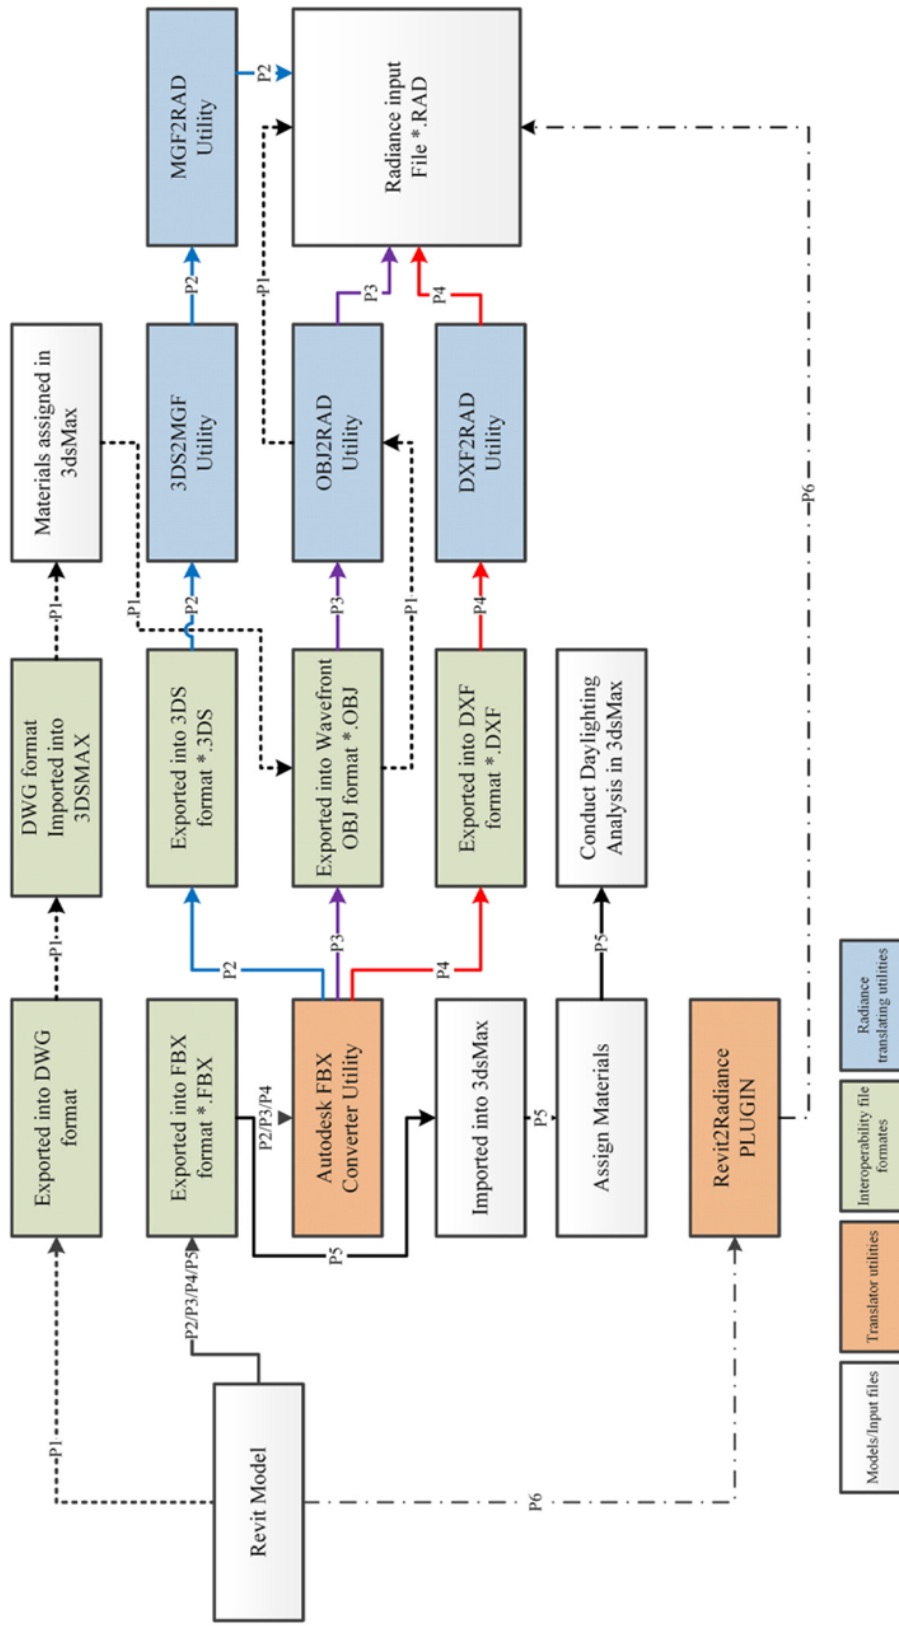 Revit Model
P1
P2/P3/P4/P5
P6
Exported into DWG
format
P1
DWG format
Imported into
3DSMAX
P1
Materials assigned in
3dsMax
P1
Exported into FBX
format *.FBX
P2/P3/P4
P5
Autodesk FBX
Converter Utility
P2
P3
P4
Exported into 3DS
format *.3DS
P2
3DS2MGF
Utility
P2
MGF2RAD
Utility
P2
Exported into Wavefront
OBJ format *.OBJ
P3
P1
OBJ2RAD
Utility
P1
P3
Radiance input
File *.RAD
Exported into DXF
format *.DXF
P4
DXF2RAD
Utility
P4
Imported into 3dsMax
P5
Assign Materials
P5
Conduct Daylighting
Analysis in 3dsMax
Revit2Radiance
PLUGIN
P6
Models/Input files
Translator utilities
Interoperability file
formates
Radiance
translating utilities